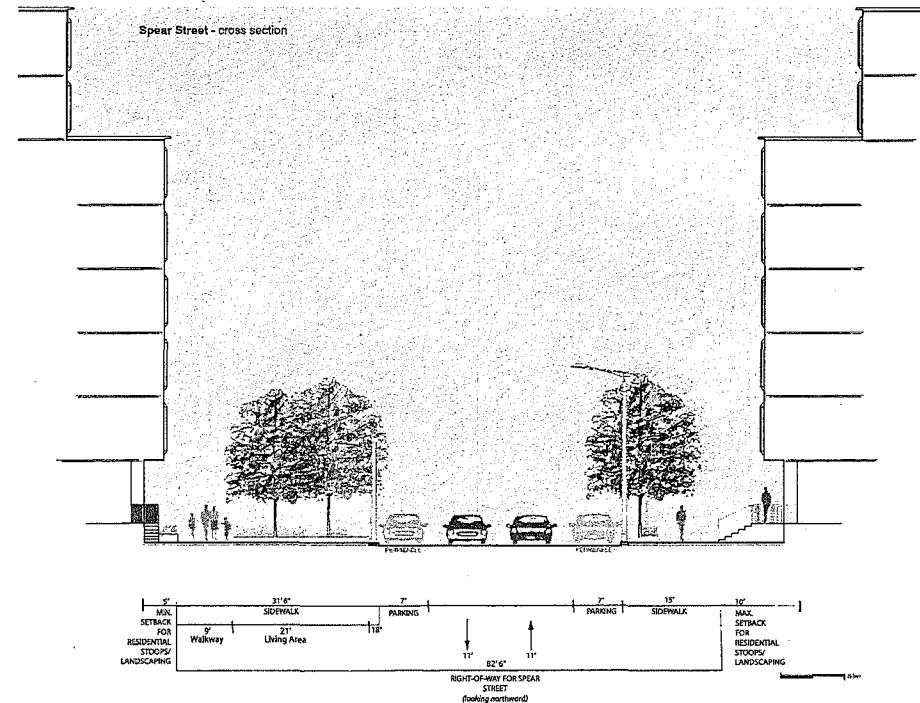 Spear Street - cross section
PERMEABLE
PERMEABLE
5'
31'6"
7'
7'
15'
10'
MIN.
SETBACK
FOR
RESIDENTIAL
STOOPS/
LANDSCAPING
SIDEWALK
PARKING
PARKING
SIDEWALK
MAX.
SETBACK
FOR
RESIDENTIAL
STOOPS/
LANDSCAPING
9'
Walkway
21'
Living Area
18"
11'
11'
82'6"
RIGHT-OF-WAY FOR SPEAR
STREET
(looking northward)